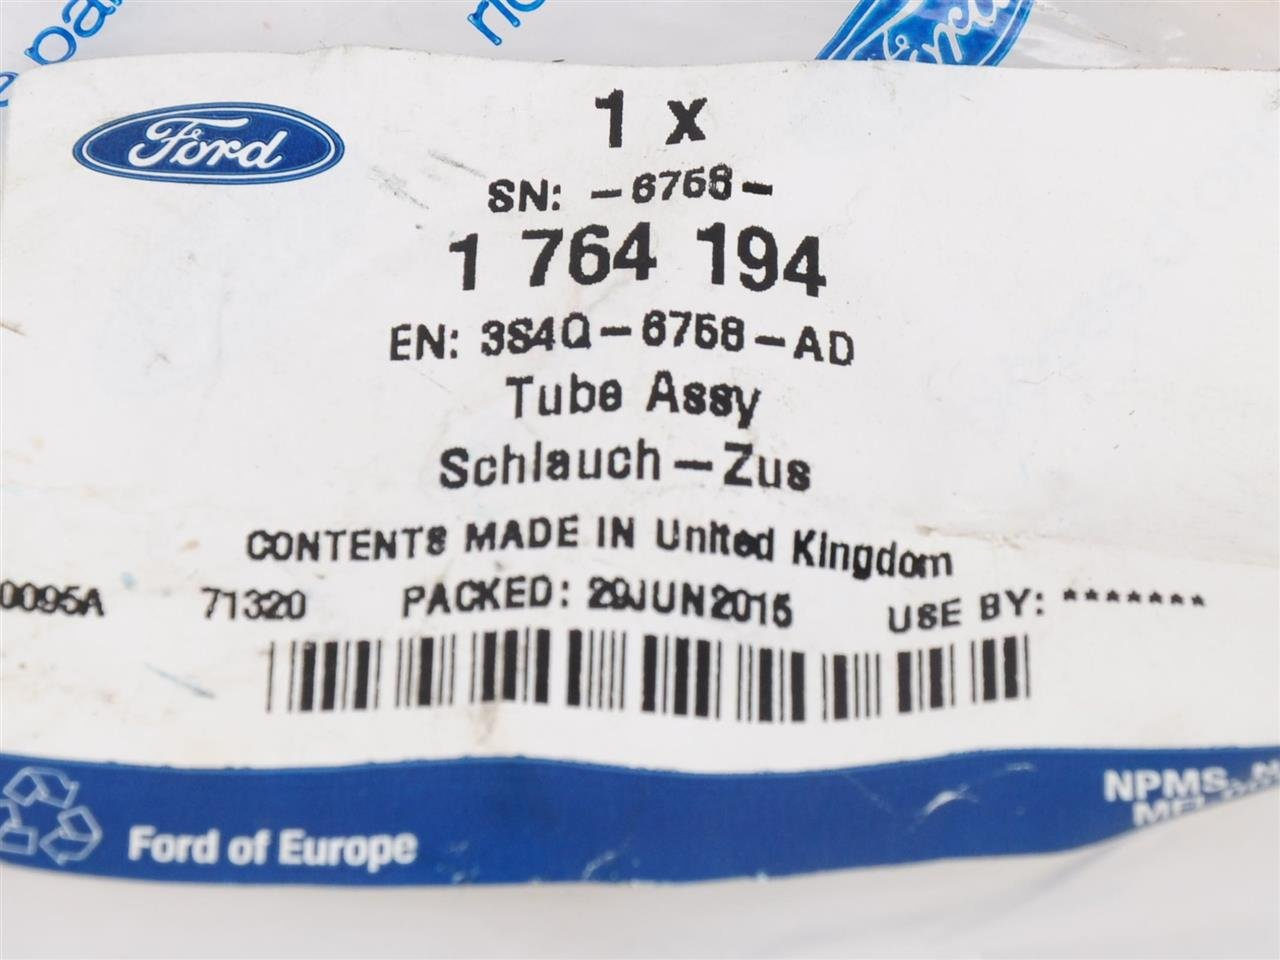 Ford
1 x
SN: -6758-
1 764 194
EN: 3S4Q-6758-AD
Tube Assy
Schlauch-Zus
CONTENTS MADE IN United Kingdom
0095A 71320 PACKED: 29JUN2015 USE BY: *******
Ford of Europe
NPMS